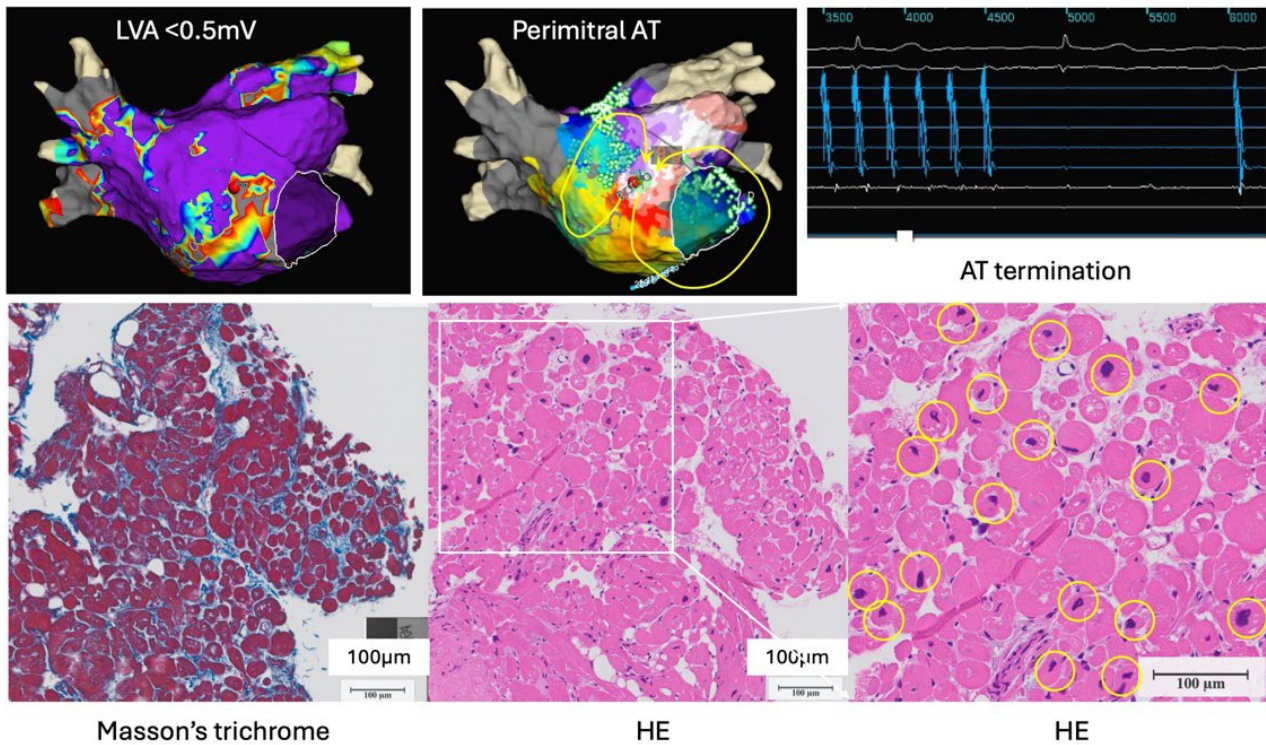 LVA <0.5mV
Perimitral AT
3500 4000 4500 5000 5500 6000
AT termination
100μm
100 μm
100μm
100 μm
100 μm
Masson's trichrome
HE
HE